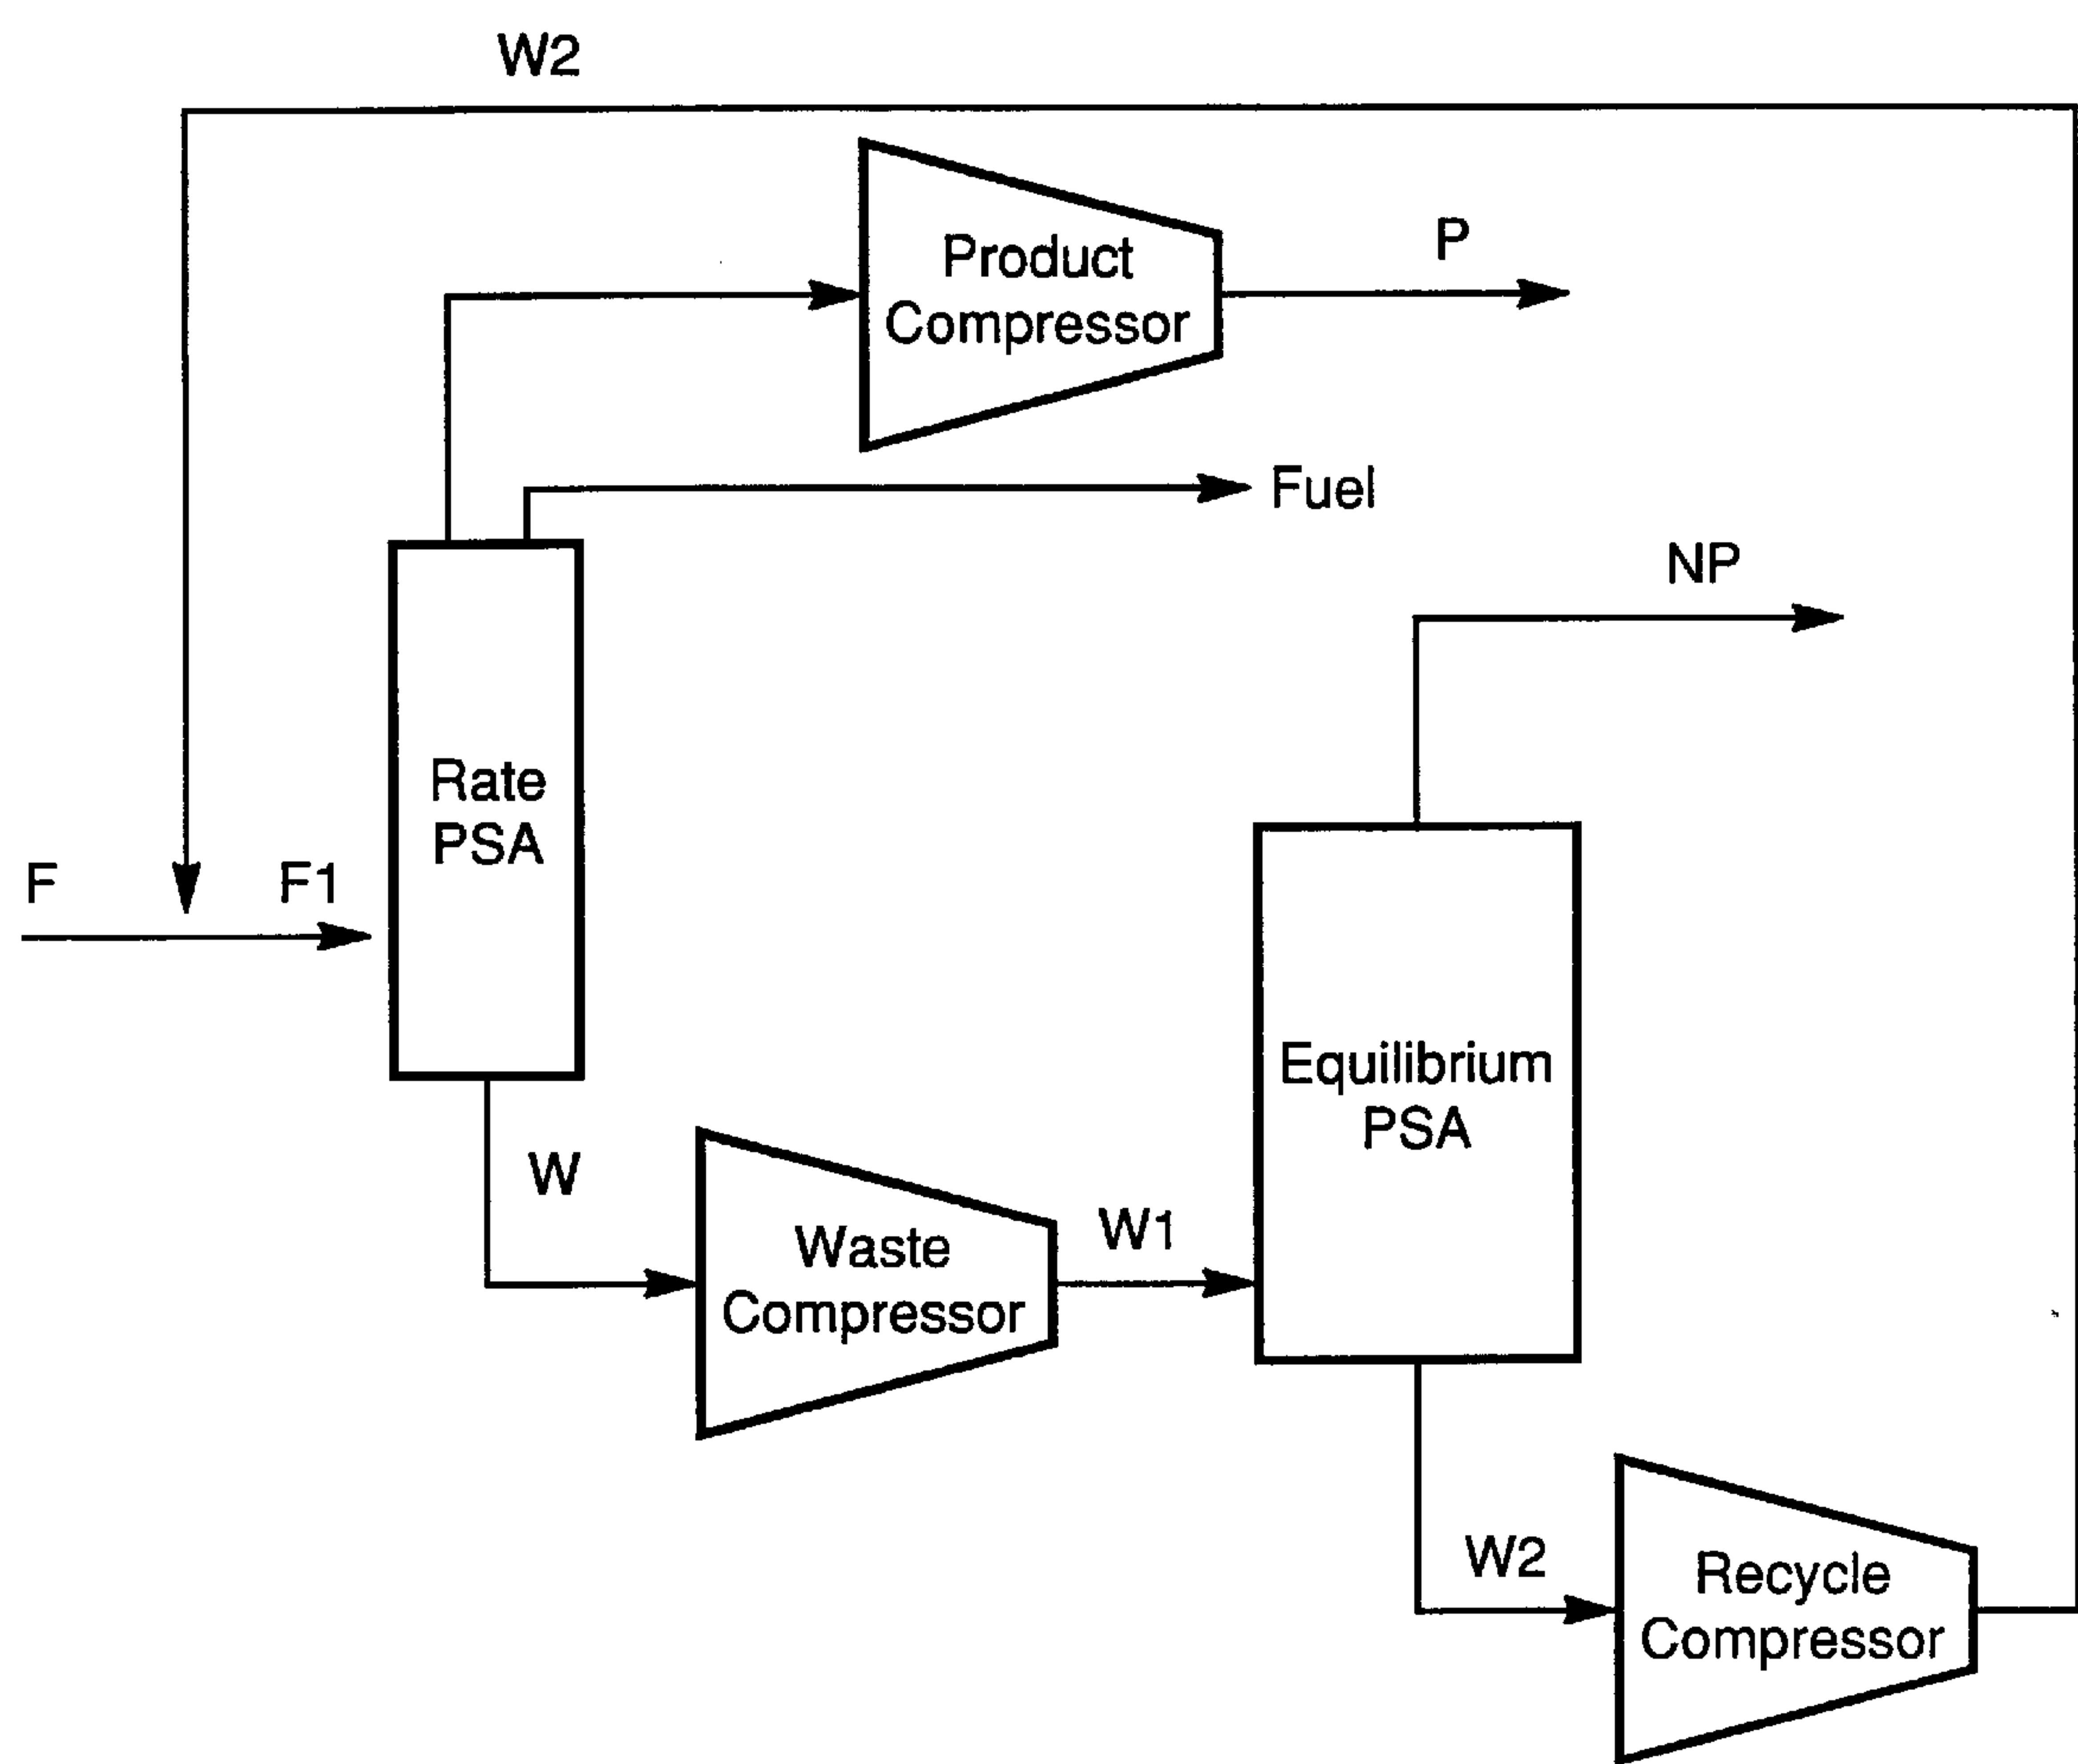 W2
Product
Compressor
P
Fuel
NP
Rate
PSA
F
F1
Equilibrium
PSA
W
Waste
Compressor
W1
W2
Recycle
Compressor